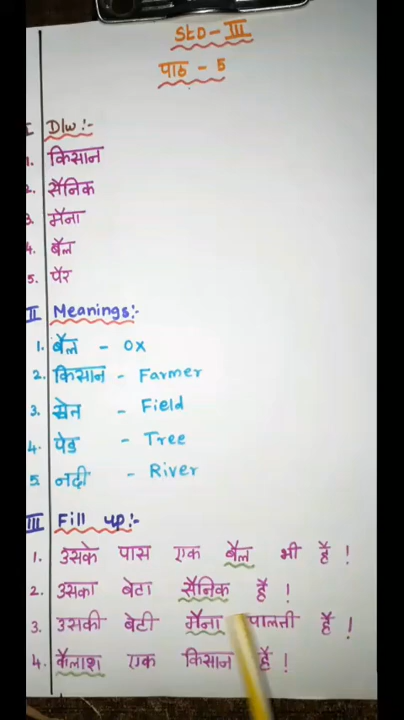 STD - III
पाठ - 5
I D/w :-
1. किसान
2. सैनिक
3. मैना
4. बैल
5. पैर
II Meanings :-
1. बैल - OX
2. किसान - Farmer
3. खेन - Field
4. पेड - Tree
5. नदी - River
III Fill up :-
1. उसके पास एक बैल भी है !
2. उसका बेटा सैनिक है !
3. उसकी बेटी मैना पालती है !
4. कैलाश एक किसान है !